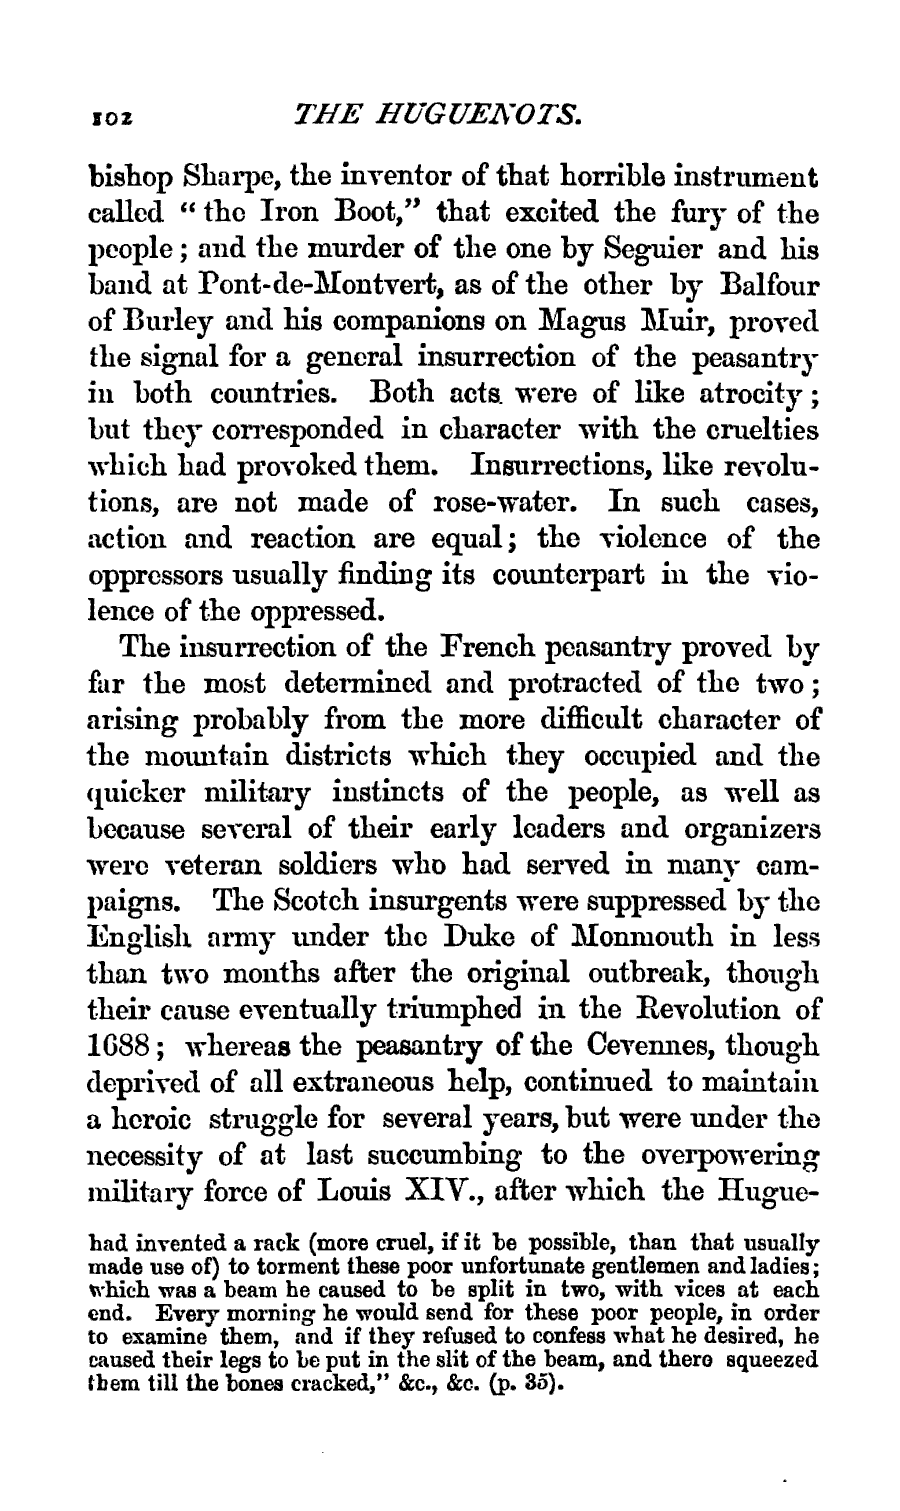 102 THE HUGUENOTS.
bishop Sharpe, the inventor of that horrible instrument
called “the Iron Boot,” that excited the fury of the
people; and the murder of the one by Seguier and his
band at Pont-de-Montvert, as of the other by Balfour
of Burley and his companions on Magus Muir, proved
the signal for a general insurrection of the peasantry
in both countries. Both acts were of like atrocity;
but they corresponded in character with the cruelties
which had provoked them. Insurrections, like revolu-
tions, are not made of rose-water. In such cases,
action and reaction are equal; the violence of the
oppressors usually finding its counterpart in the vio-
lence of the oppressed.
The insurrection of the French peasantry proved by
far the most determined and protracted of the two;
arising probably from the more difficult character of
the mountain districts which they occupied and the
quicker military instincts of the people, as well as
because several of their early leaders and organizers
were veteran soldiers who had served in many cam-
paigns. The Scotch insurgents were suppressed by the
English army under the Duke of Monmouth in less
than two months after the original outbreak, though
their cause eventually triumphed in the Revolution of
1688; whereas the peasantry of the Cevennes, though
deprived of all extraneous help, continued to maintain
a heroic struggle for several years, but were under the
necessity of at last succumbing to the overpowering
military force of Louis XIV., after which the Hugue-
had invented a rack (more cruel, if it be possible, than that usually
made use of) to torment these poor unfortunate gentlemen and ladies;
which was a beam he caused to be split in two, with vices at each
end. Every morning he would send for these poor people, in order
to examine them, and if they refused to confess what he desired, he
caused their legs to be put in the slit of the beam, and there squeezed
them till the bones cracked,” &c., &c. (p. 35).